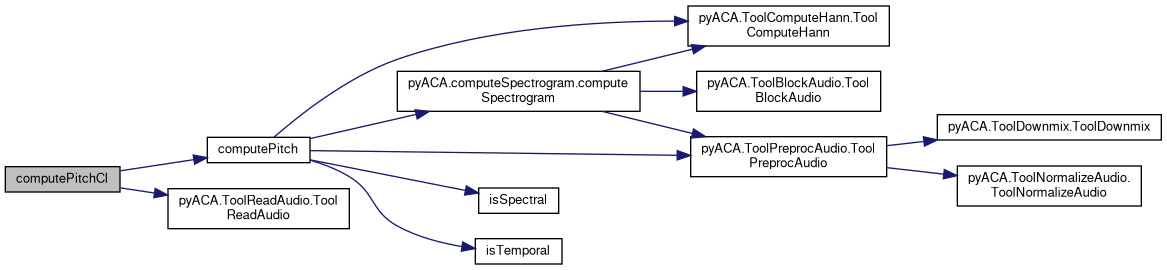 computePitchCl
computePitch
pyACA.ToolReadAudio.Tool
ReadAudio
pyACA.computeSpectrogram.compute
Spectrogram
isSpectral
isTemporal
pyACA.ToolComputeHann.Tool
ComputeHann
pyACA.ToolBlockAudio.Tool
BlockAudio
pyACA.ToolPreprocAudio.Tool
PreprocAudio
pyACA.ToolDownmix.ToolDownmix
pyACA.ToolNormalizeAudio.
ToolNormalizeAudio